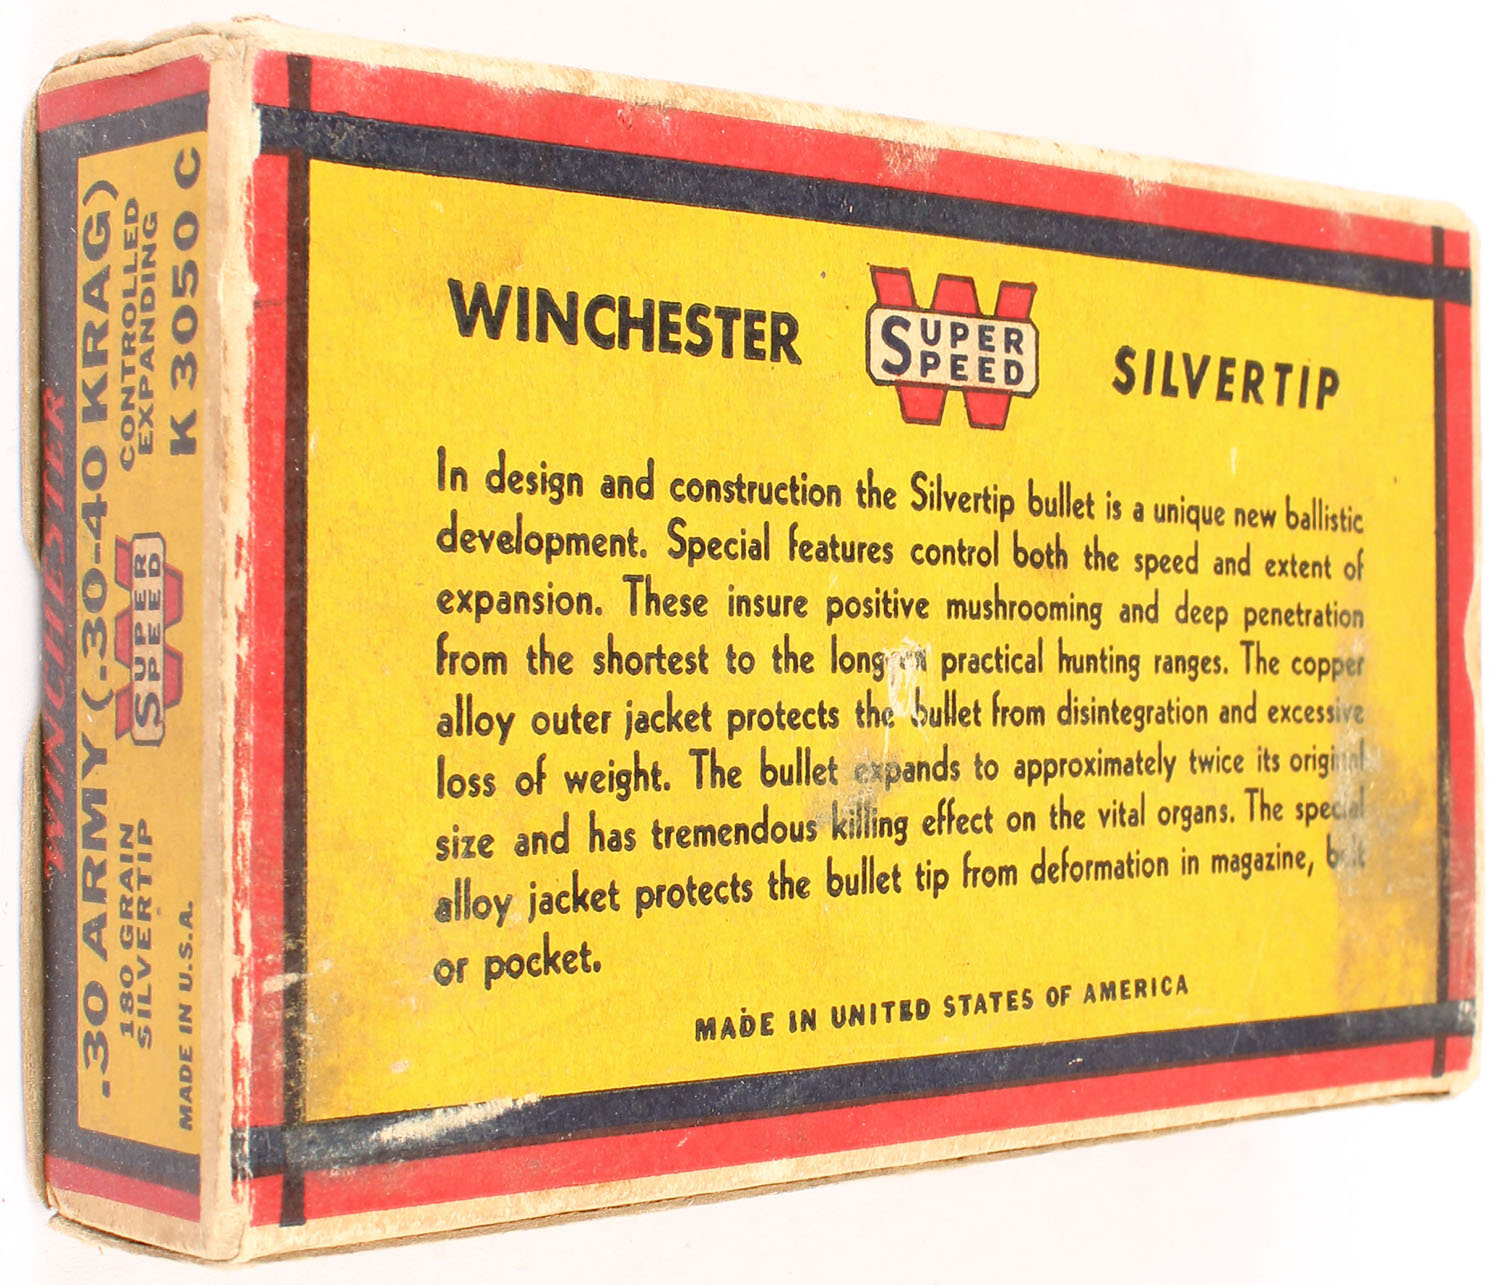 WINCHESTER
.30 ARMY (.30-40 KRAG)
180 GRAIN
SILVERTIP
SUPER
SPEED
CONTROLLED
EXPANDING
MADE IN U.S.A.
K 3050 C
WINCHESTER
SUPER
SPEED
SILVERTIP
In design and construction the Silvertip bullet is a unique new ballistic
development. Special features control both the speed and extent of
expansion. These insure positive mushrooming and deep penetration
from the shortest to the longest practical hunting ranges. The copper
alloy outer jacket protects the bullet from disintegration and excessive
loss of weight. The bullet expands to approximately twice its original
size and has tremendous killing effect on the vital organs. The special
alloy jacket protects the bullet tip from deformation in magazine, belt
or pocket.
MADE IN UNITED STATES OF AMERICA